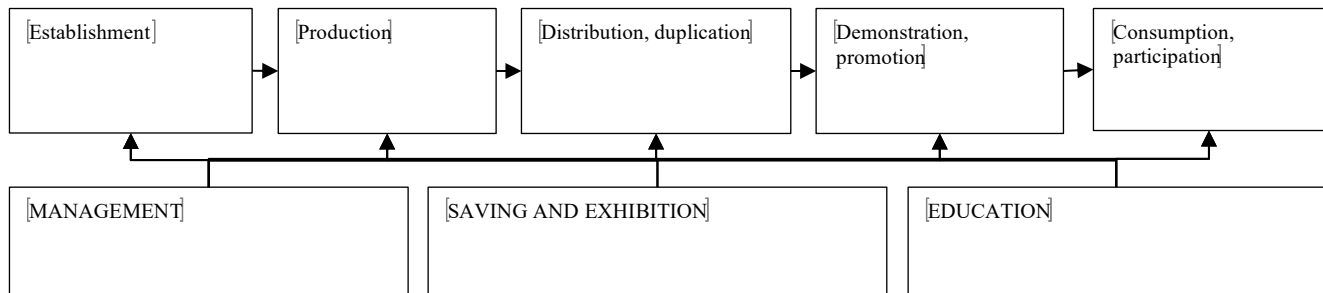 [Establishment]
[Production]
[Distribution, duplication]
[Demonstration,
promotion]
[Consumption,
participation]
[MANAGEMENT]
[SAVING AND EXHIBITION]
[EDUCATION]